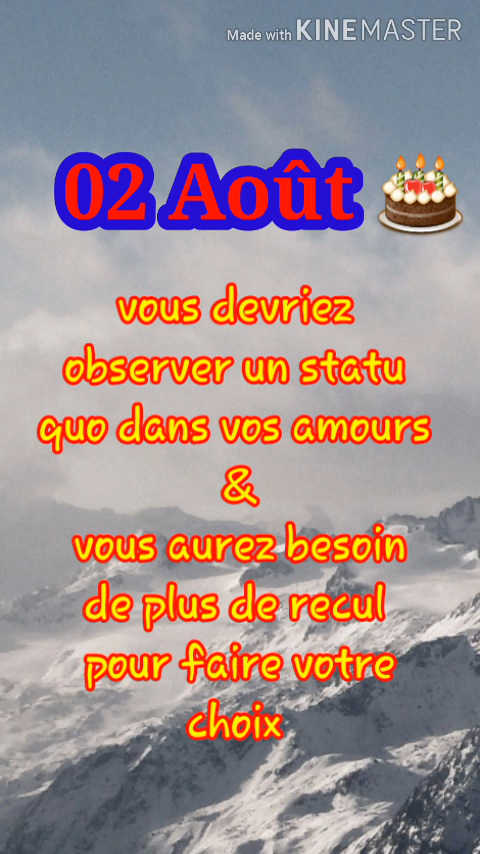 Made with KINEMASTER
02 Août
vous devriez
observer un statu
quo dans vos amours
&
vous aurez besoin
de plus de recul
pour faire votre
choix